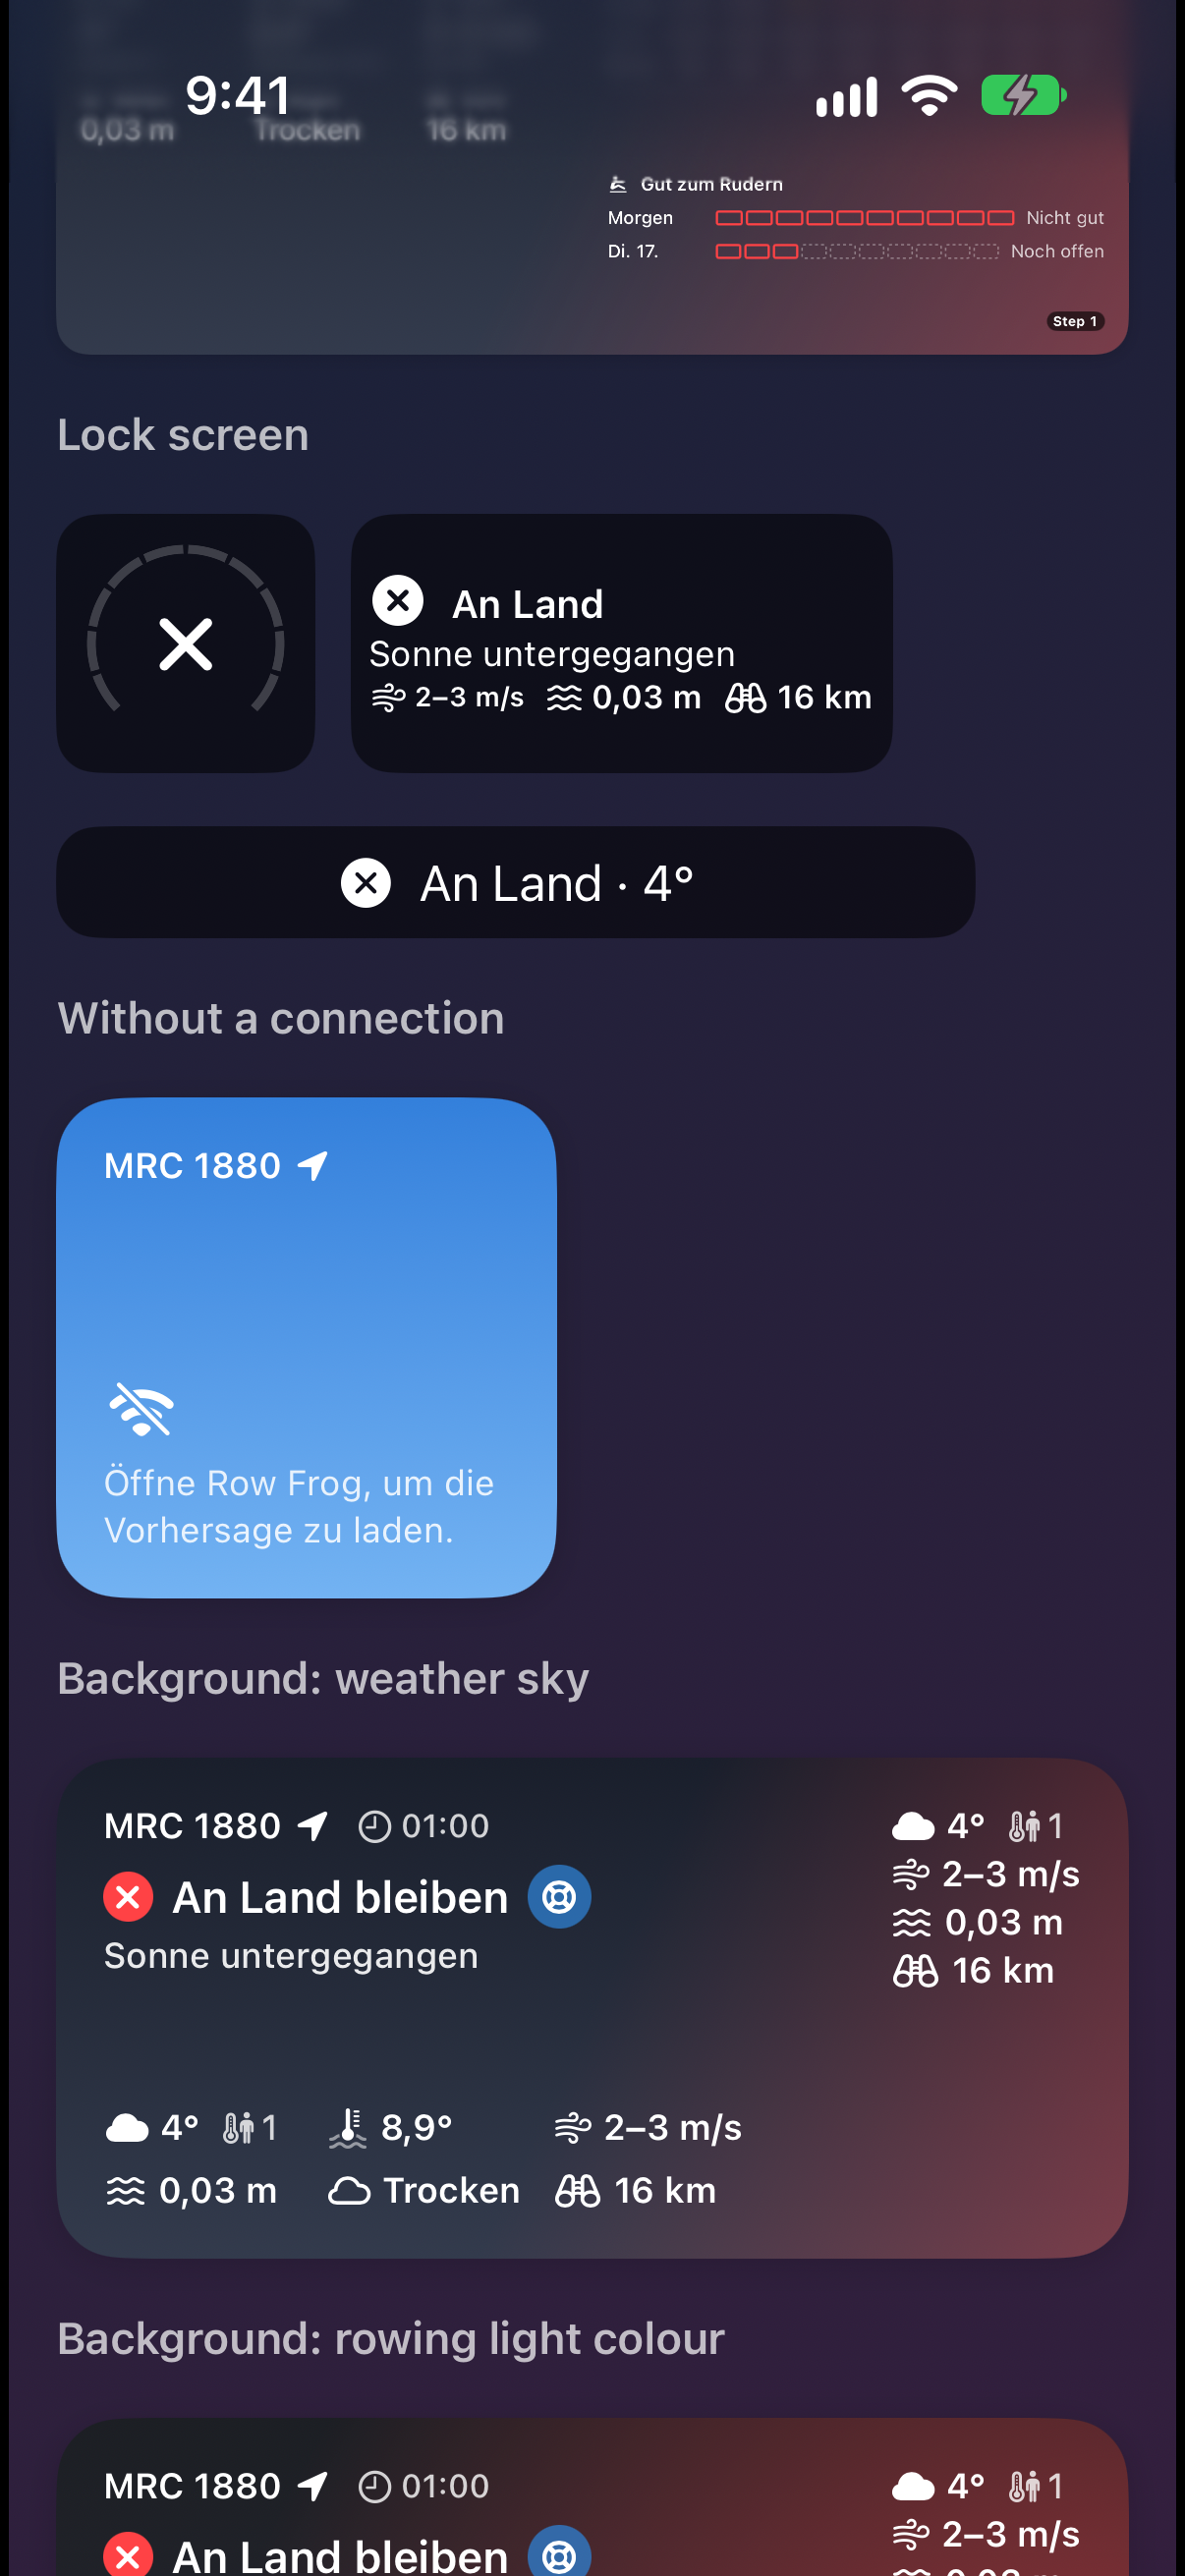 9:41
0,03 m Trocken 16 km
Gut zum Rudern
Morgen Nicht gut
Di. 17. Noch offen
Step 1
Lock screen
An Land
Sonne untergegangen
2–3 m/s 0,03 m 16 km
An Land · 4°
Without a connection
MRC 1880
Öffne Row Frog, um die
Vorhersage zu laden.
Background: weather sky
MRC 1880 01:00
An Land bleiben
Sonne untergegangen
4° 1
2–3 m/s
0,03 m
16 km
4° 1 8,9° 2–3 m/s
0,03 m Trocken 16 km
Background: rowing light colour
MRC 1880 01:00
An Land bleiben
4° 1
2–3 m/s